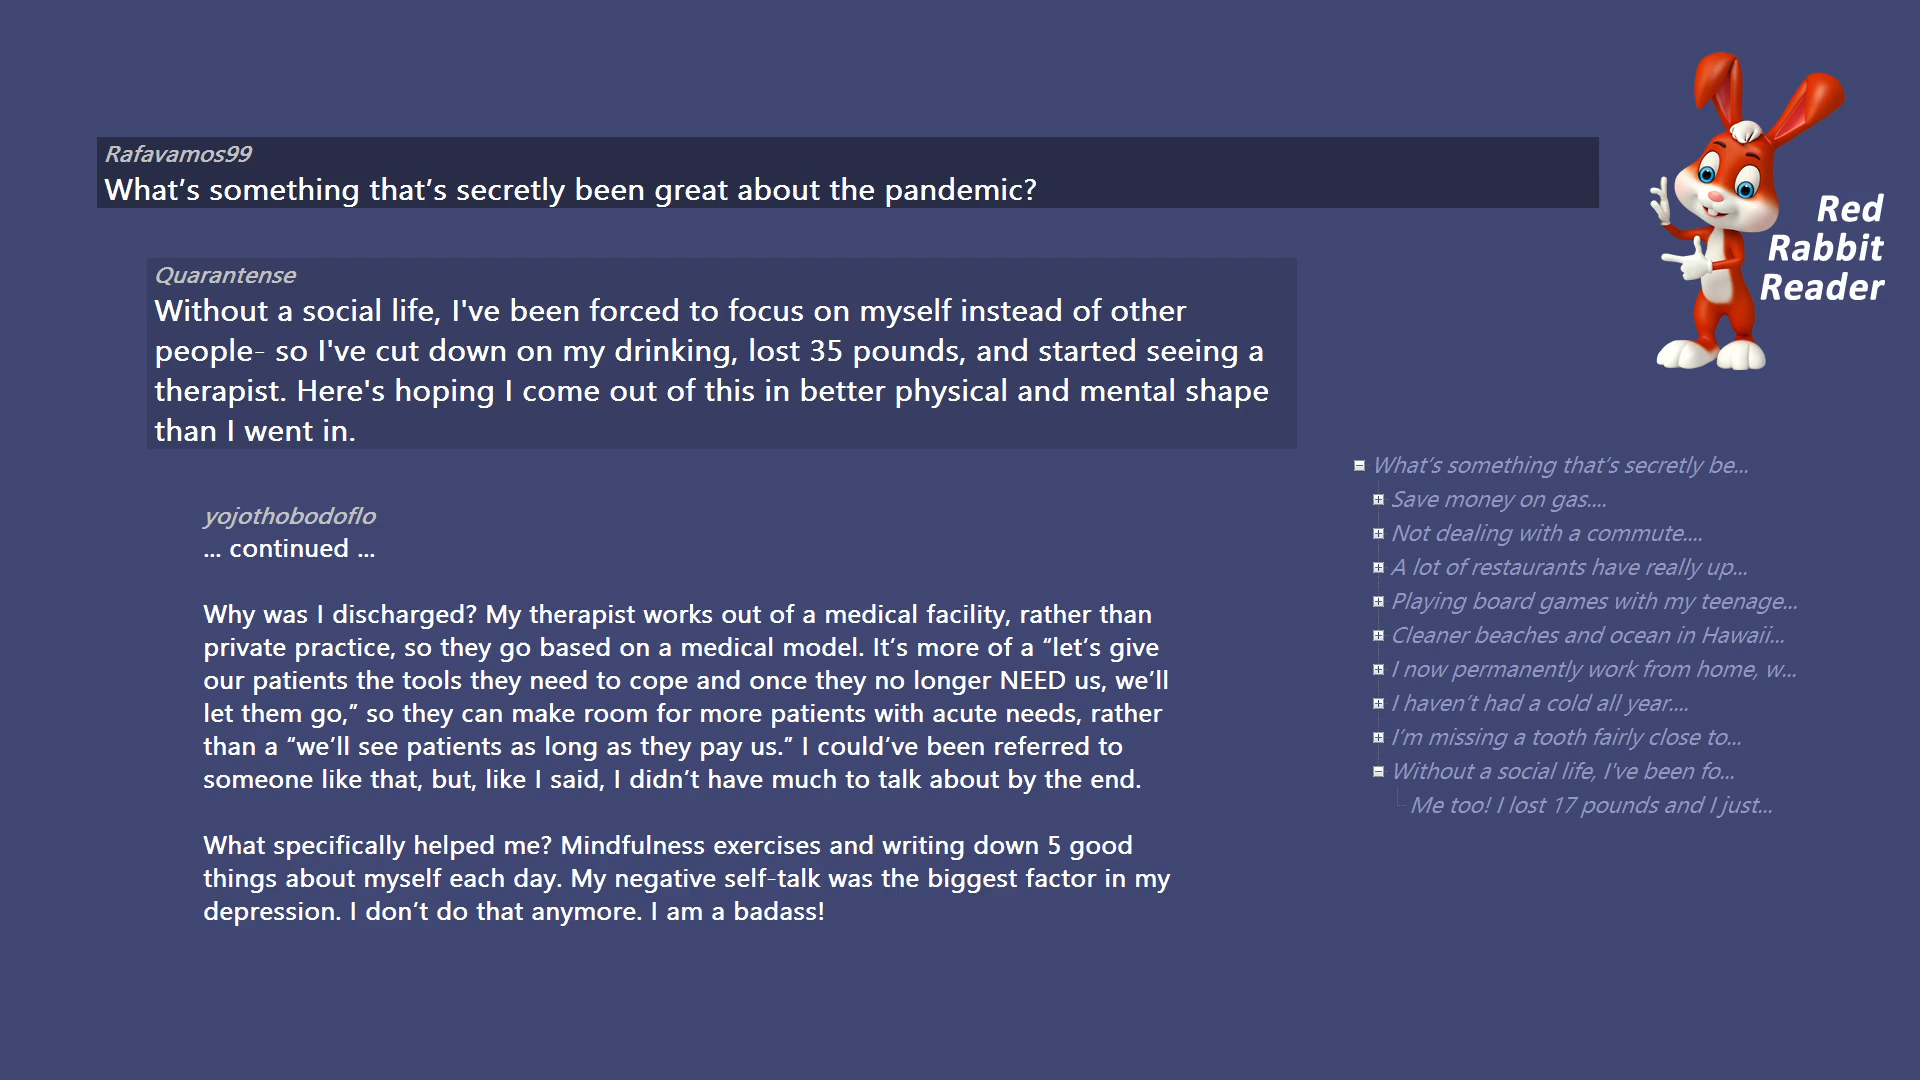 Rafavamos99
What’s something that’s secretly been great about the pandemic?
Quarantense
Without a social life, I've been forced to focus on myself instead of other
people- so I've cut down on my drinking, lost 35 pounds, and started seeing a
therapist. Here's hoping I come out of this in better physical and mental shape
than I went in.
yojothobodoflo
... continued ...
Why was I discharged? My therapist works out of a medical facility, rather than
private practice, so they go based on a medical model. It’s more of a “let’s give
our patients the tools they need to cope and once they no longer NEED us, we’ll
let them go,” so they can make room for more patients with acute needs, rather
than a “we’ll see patients as long as they pay us.” I could’ve been referred to
someone like that, but, like I said, I didn’t have much to talk about by the end.
What specifically helped me? Mindfulness exercises and writing down 5 good
things about myself each day. My negative self-talk was the biggest factor in my
depression. I don’t do that anymore. I am a badass!
Red
Rabbit
Reader
What’s something that’s secretly be...
Save money on gas....
Not dealing with a commute....
A lot of restaurants have really up...
Playing board games with my teenage...
Cleaner beaches and ocean in Hawaii...
I now permanently work from home, w...
I haven’t had a cold all year....
I’m missing a tooth fairly close to...
Without a social life, I've been fo...
Me too! I lost 17 pounds and I just...